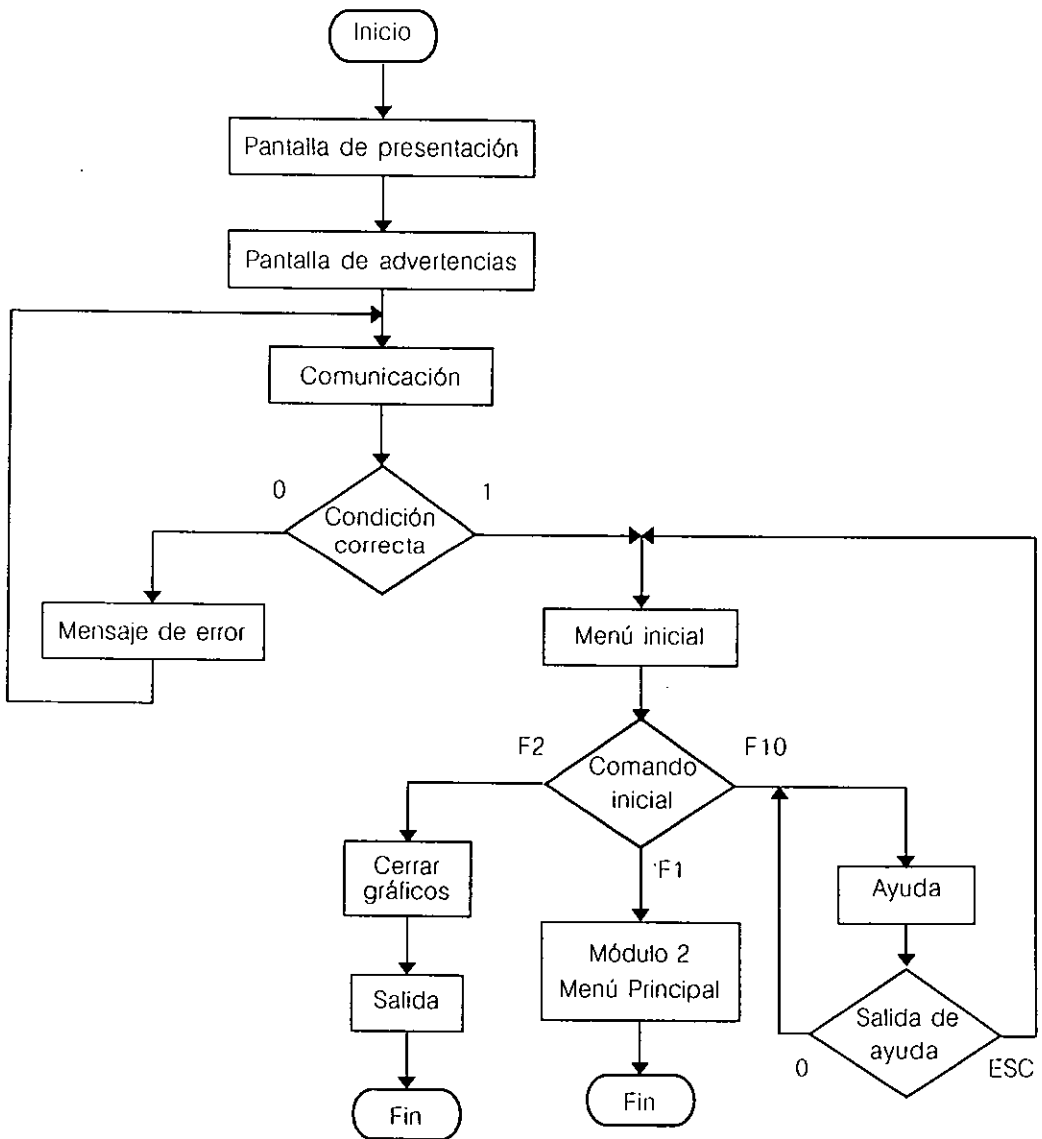 Inicio
Pantalla de presentación
Pantalla de advertencias
Comunicación
0
1
Condición
correcta
Mensaje de error
Menú inicial
F2
F10
Comando
inicial
F1
Cerrar
gráficos
Ayuda
Módulo 2
Menú Principal
Salida
Salida de
ayuda
0
ESC
Fin
Fin